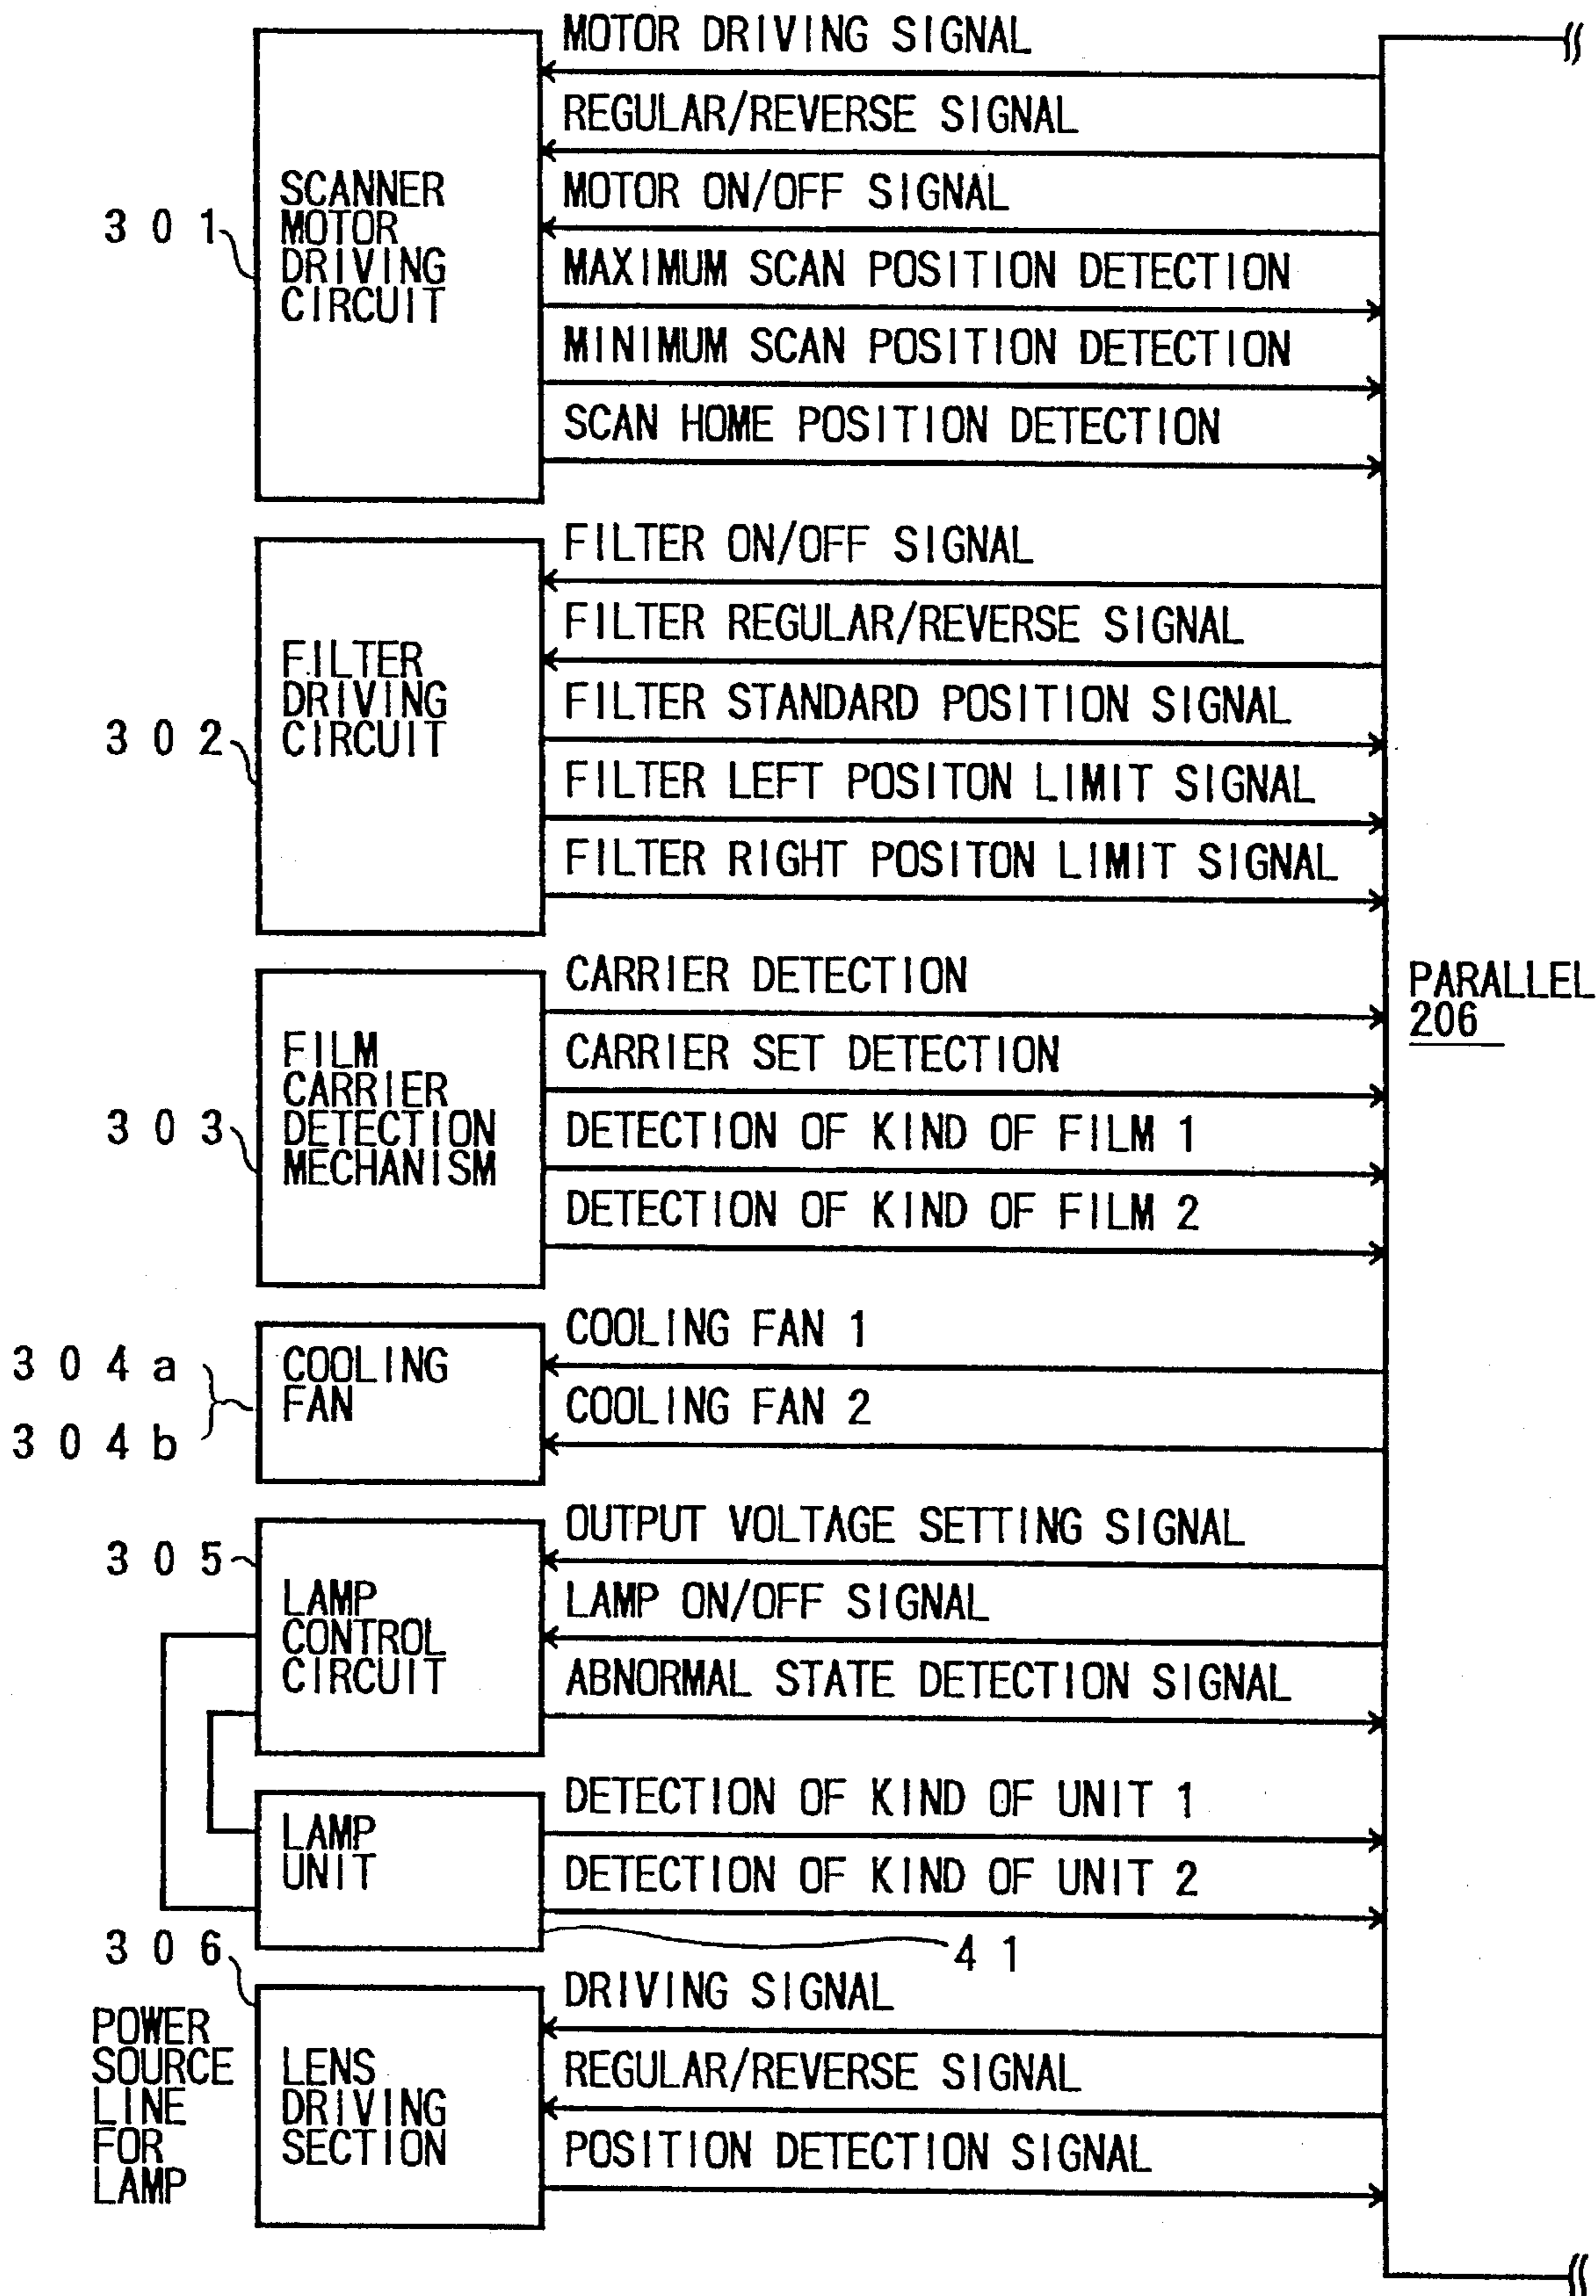 MOTOR DRIVING SIGNAL
REGULAR/REVERSE SIGNAL
MOTOR ON/OFF SIGNAL
MAXIMUM SCAN POSITION DETECTION
MINIMUM SCAN POSITION DETECTION
SCAN HOME POSITION DETECTION
301
SCANNER
MOTOR
DRIVING
CIRCUIT
FILTER ON/OFF SIGNAL
FILTER REGULAR/REVERSE SIGNAL
FILTER STANDARD POSITION SIGNAL
FILTER LEFT POSITON LIMIT SIGNAL
FILTER RIGHT POSITON LIMIT SIGNAL
302
FILTER
DRIVING
CIRCUIT
CARRIER DETECTION
CARRIER SET DETECTION
DETECTION OF KIND OF FILM 1
DETECTION OF KIND OF FILM 2
303
FILM
CARRIER
DETECTION
MECHANISM
PARALLEL
206
COOLING FAN 1
COOLING FAN 2
304a
304b
COOLING
FAN
OUTPUT VOLTAGE SETTING SIGNAL
LAMP ON/OFF SIGNAL
ABNORMAL STATE DETECTION SIGNAL
305
LAMP
CONTROL
CIRCUIT
DETECTION OF KIND OF UNIT 1
DETECTION OF KIND OF UNIT 2
LAMP
UNIT
41
306
DRIVING SIGNAL
REGULAR/REVERSE SIGNAL
POSITION DETECTION SIGNAL
LENS
DRIVING
SECTION
POWER
SOURCE
LINE
FOR
LAMP